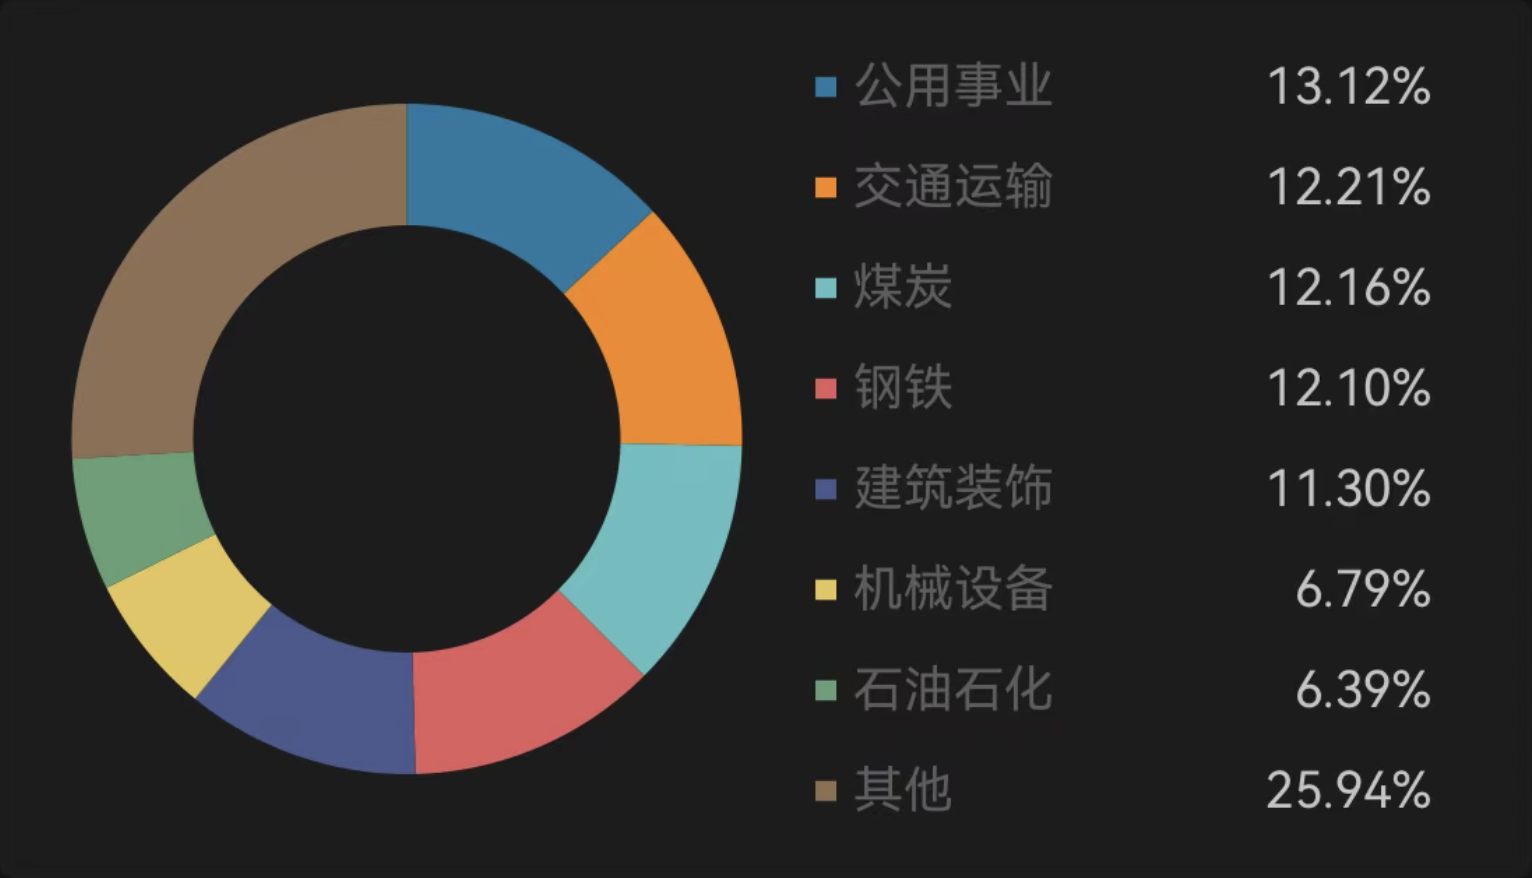 公用事业 13.12%
交通运输 12.21%
煤炭 12.16%
钢铁 12.10%
建筑装饰 11.30%
机械设备 6.79%
石油石化 6.39%
其他 25.94%